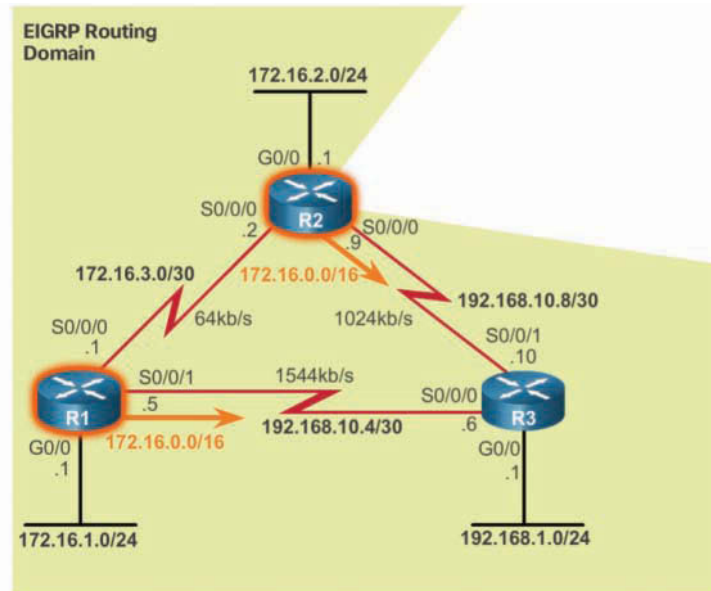 EIGRP Routing
Domain
172.16.2.0/24
G0/0 .1
R2
S0/0/0
.2
S0/0/0
.9
172.16.3.0/30
172.16.0.0/16
192.168.10.8/30
64kb/s
1024kb/s
S0/0/0
.1
S0/0/1
.10
S0/0/1
1544kb/s
.5
S0/0/0
.6
R1
R3
172.16.0.0/16
192.168.10.4/30
G0/0
.1
G0/0
.1
172.16.1.0/24
192.168.1.0/24